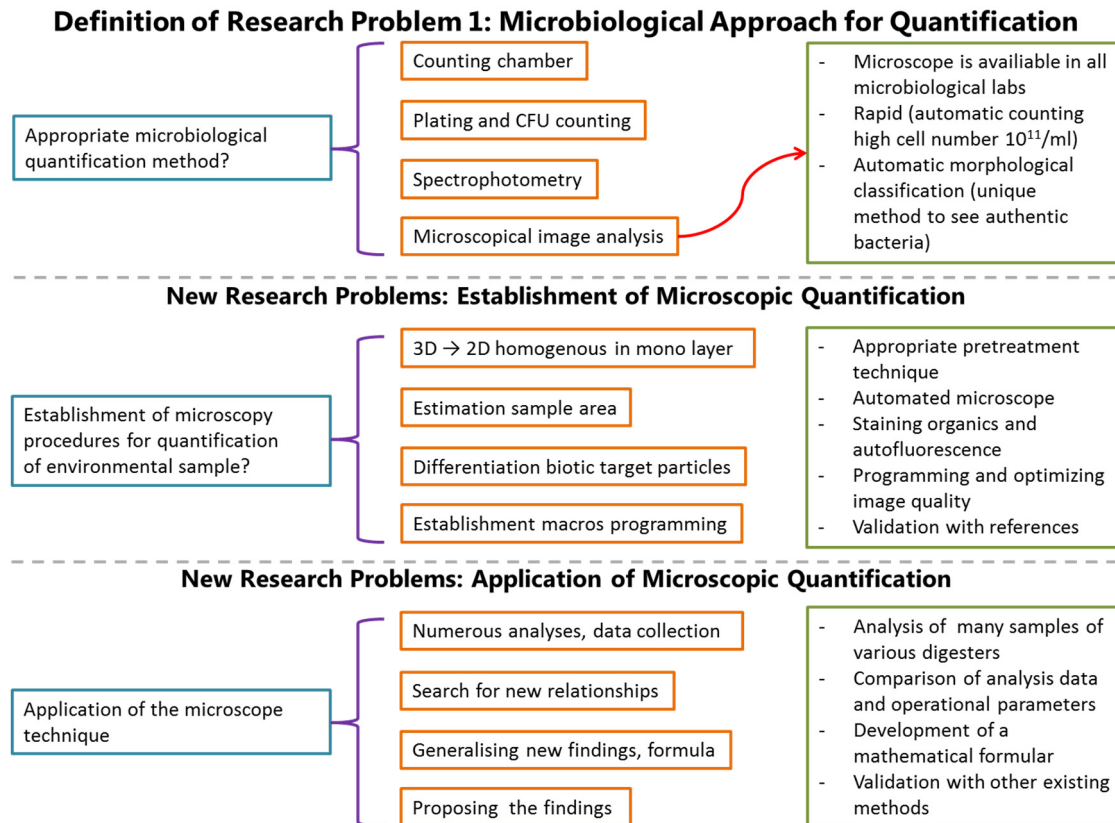 Definition of Research Problem 1: Microbiological Approach for Quantification
Appropriate microbiological
quantification method?
Counting chamber
Plating and CFU counting
Spectrophotometry
Microscopical image analysis
- Microscope is availiable in all
microbiological labs
- Rapid (automatic counting
high cell number 10¹¹/ml)
- Automatic morphological
classification (unique
method to see authentic
bacteria)
New Research Problems: Establishment of Microscopic Quantification
Establishment of microscopy
procedures for quantification
of environmental sample?
3D → 2D homogenous in mono layer
Estimation sample area
Differentiation biotic target particles
Establishment macros programming
- Appropriate pretreatment
technique
- Automated microscope
- Staining organics and
autofluorescence
- Programming and optimizing
image quality
- Validation with references
New Research Problems: Application of Microscopic Quantification
Application of the microscope
technique
Numerous analyses, data collection
Search for new relationships
Generalising new findings, formula
Proposing the findings
- Analysis of many samples of
various digesters
- Comparison of analysis data
and operational parameters
- Development of a
mathematical formular
- Validation with other existing
methods